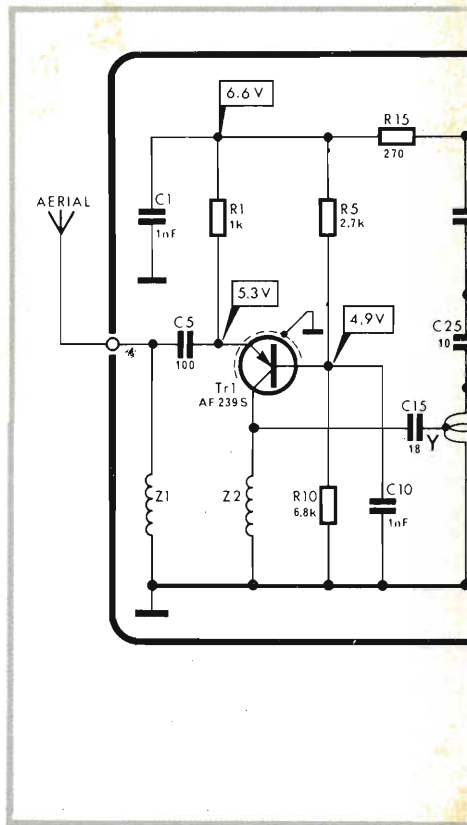 6.6 V
R15
270
AERIAL
C1
1nF
R1
1k
R5
2,7k
5.3 V
4.9V
C5
100
C25
10
Tr1
AF 239S
C15
18
Y
Z1
Z2
R10
6,8k
C10
1nF